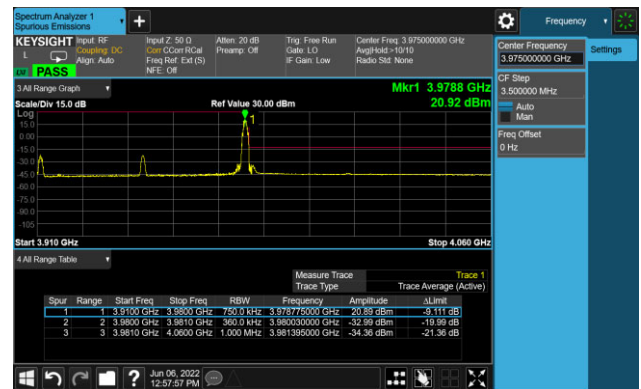 Spectrum Analyzer 1
Spurious Emissions
Frequency
KEYSIGHT Input: RF Input Z: 50 Ω Atten: 20 dB Trig: Free Run Center Freq: 3.975000000 GHz
L Coupling: DC Corr CCorr RCal Preamp: Off Gate: LO Avg|Hold:>10/10
Align: Auto Freq Ref: Ext (S) IF Gain: Low Radio Std: None
NFE: Off
LXI PASS
Center Frequency
3.975000000 GHz
Settings
CF Step
3.500000 MHz
Auto
Man
Freq Offset
0 Hz
3 All Range Graph
Mkr1 3.9788 GHz
Scale/Div 15.0 dB Ref Value 30.00 dBm 20.92 dBm
Log
1
15.0
0.00
-15.0
-30.0
-45.0
-60.0
-75.0
-90.0
-105
Start 3.910 GHz Stop 4.060 GHz
4 All Range Table
Measure Trace Trace 1
Trace Type Trace Average (Active)
Spur Range Start Freq Stop Freq RBW Frequency Amplitude ΔLimit
1 1 3.9100 GHz 3.9800 GHz 750.0 kHz 3.978775000 GHz 20.89 dBm -9.111 dB
2 2 3.9800 GHz 3.9810 GHz 360.0 kHz 3.980030000 GHz -32.99 dBm -19.99 dB
3 3 3.9810 GHz 4.0600 GHz 1.000 MHz 3.981395000 GHz -34.36 dBm -21.36 dB
Jun 06, 2022
12:57:57 PM